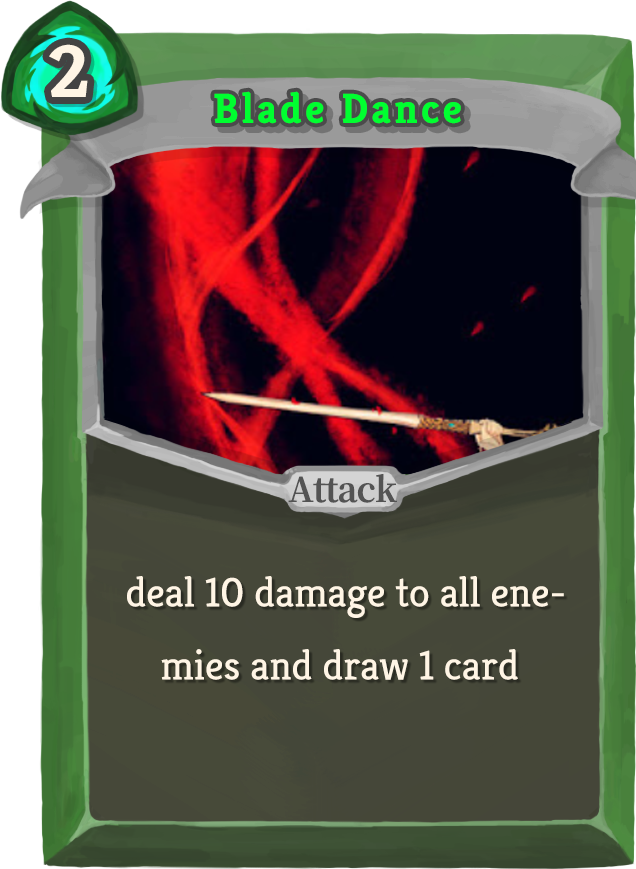 2
Blade Dance
Attack
deal 10 damage to all ene-
mies and draw 1 card